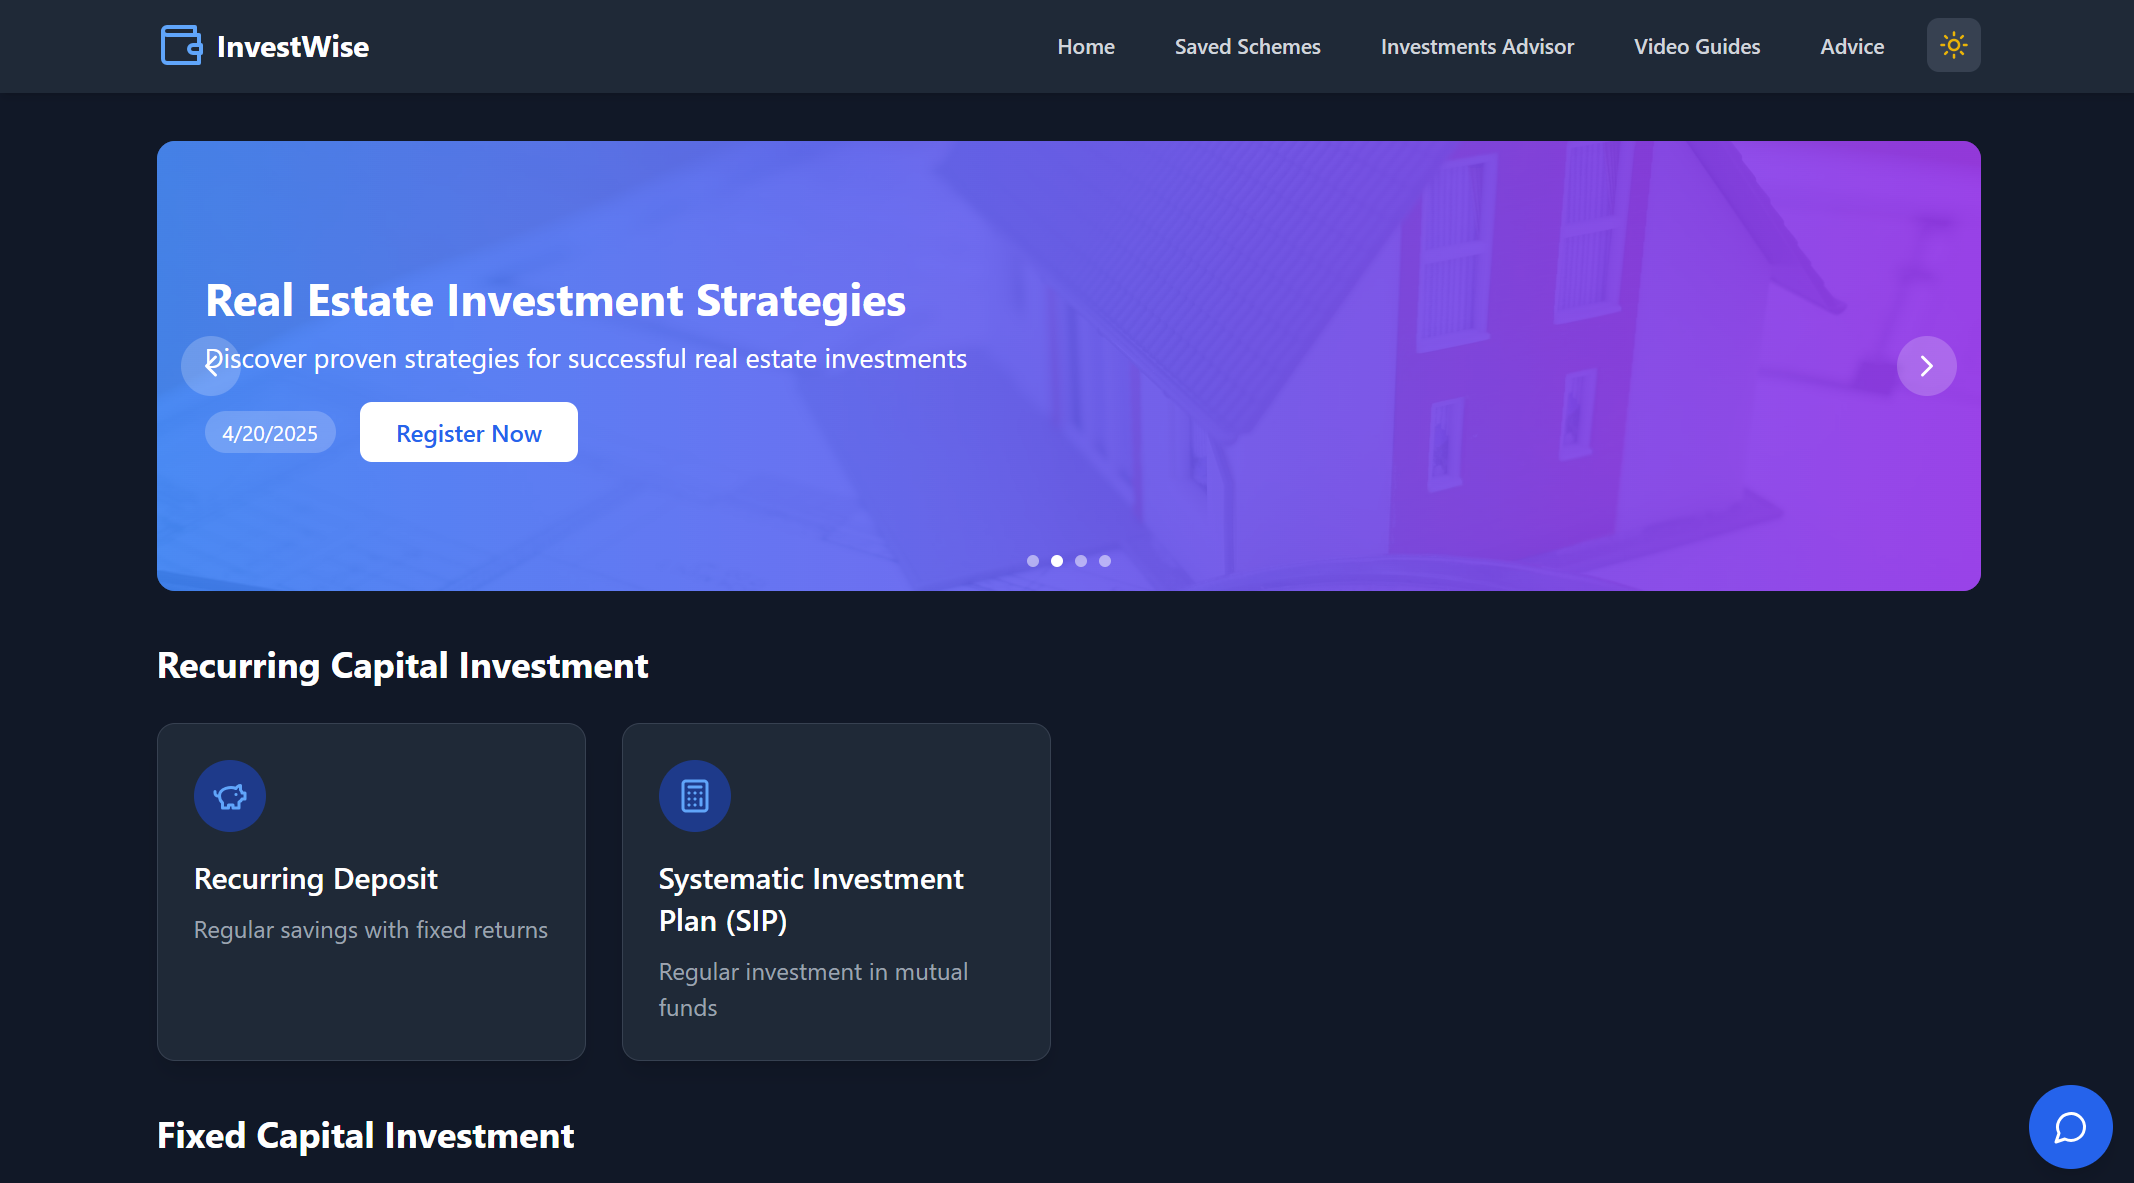 InvestWise
Home
Saved Schemes
Investments Advisor
Video Guides
Advice
Real Estate Investment Strategies
Discover proven strategies for successful real estate investments
4/20/2025
Register Now
Recurring Capital Investment
Recurring Deposit
Regular savings with fixed returns
Systematic Investment
Plan (SIP)
Regular investment in mutual
funds
Fixed Capital Investment